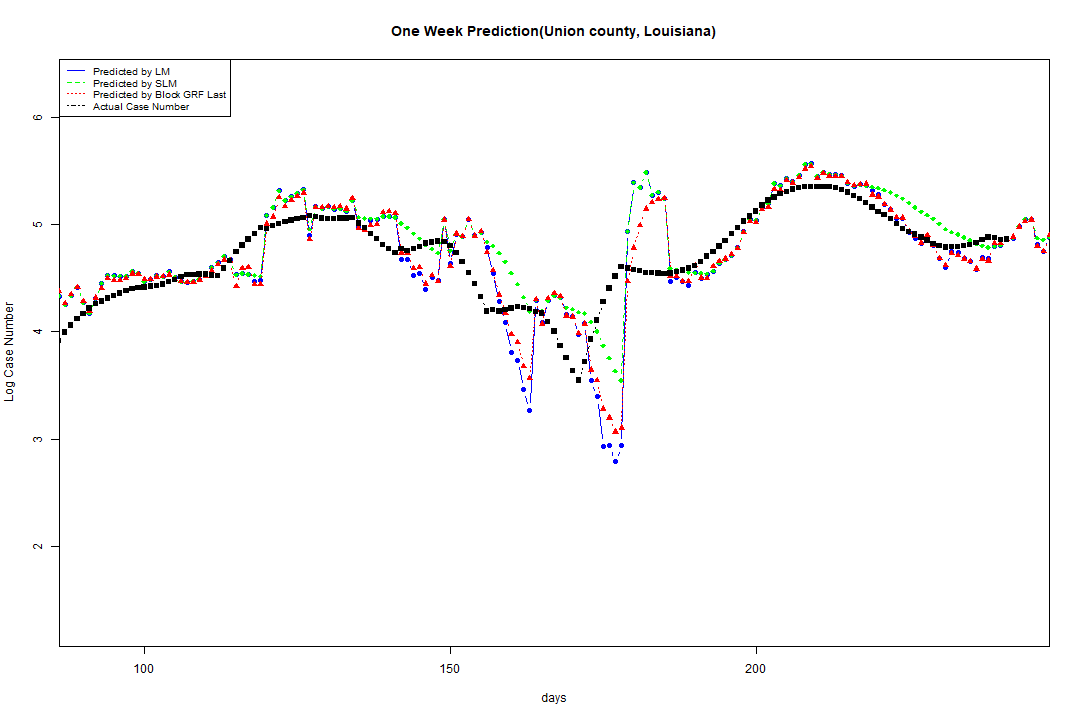 One Week Prediction(Union county, Louisiana)
Predicted by LM
Predicted by SLM
Predicted by Block GRF Last
Actual Case Number
6
5
4
3
2
Log Case Number
100
150
200
days